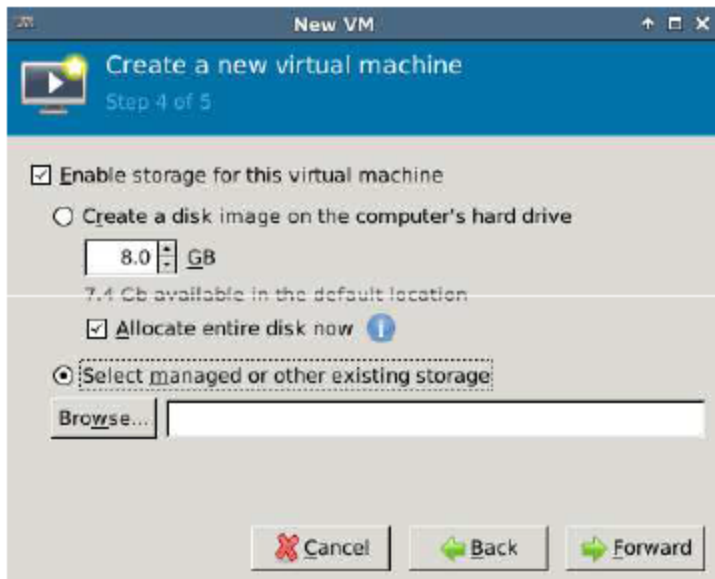 New VM
Create a new virtual machine
Step 4 of 5
Enable storage for this virtual machine
Create a disk image on the computer's hard drive
8.0 GB
7.4 Gb available in the default location
Allocate entire disk now
Select managed or other existing storage
Browse...
Cancel Back Forward